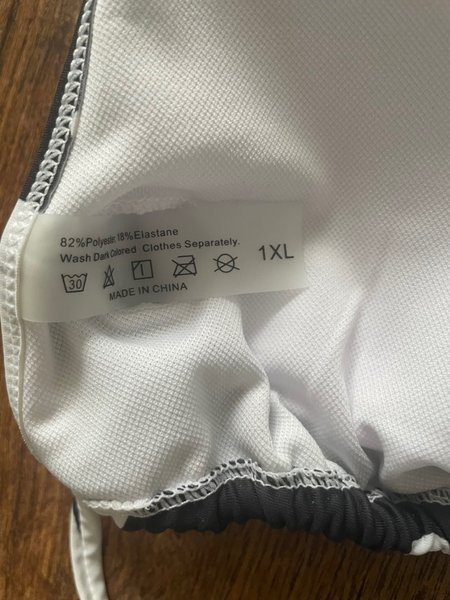 82%Polyester 18%Elastane
Wash Dark Colored Clothes Separately.
1XL
30
MADE IN CHINA